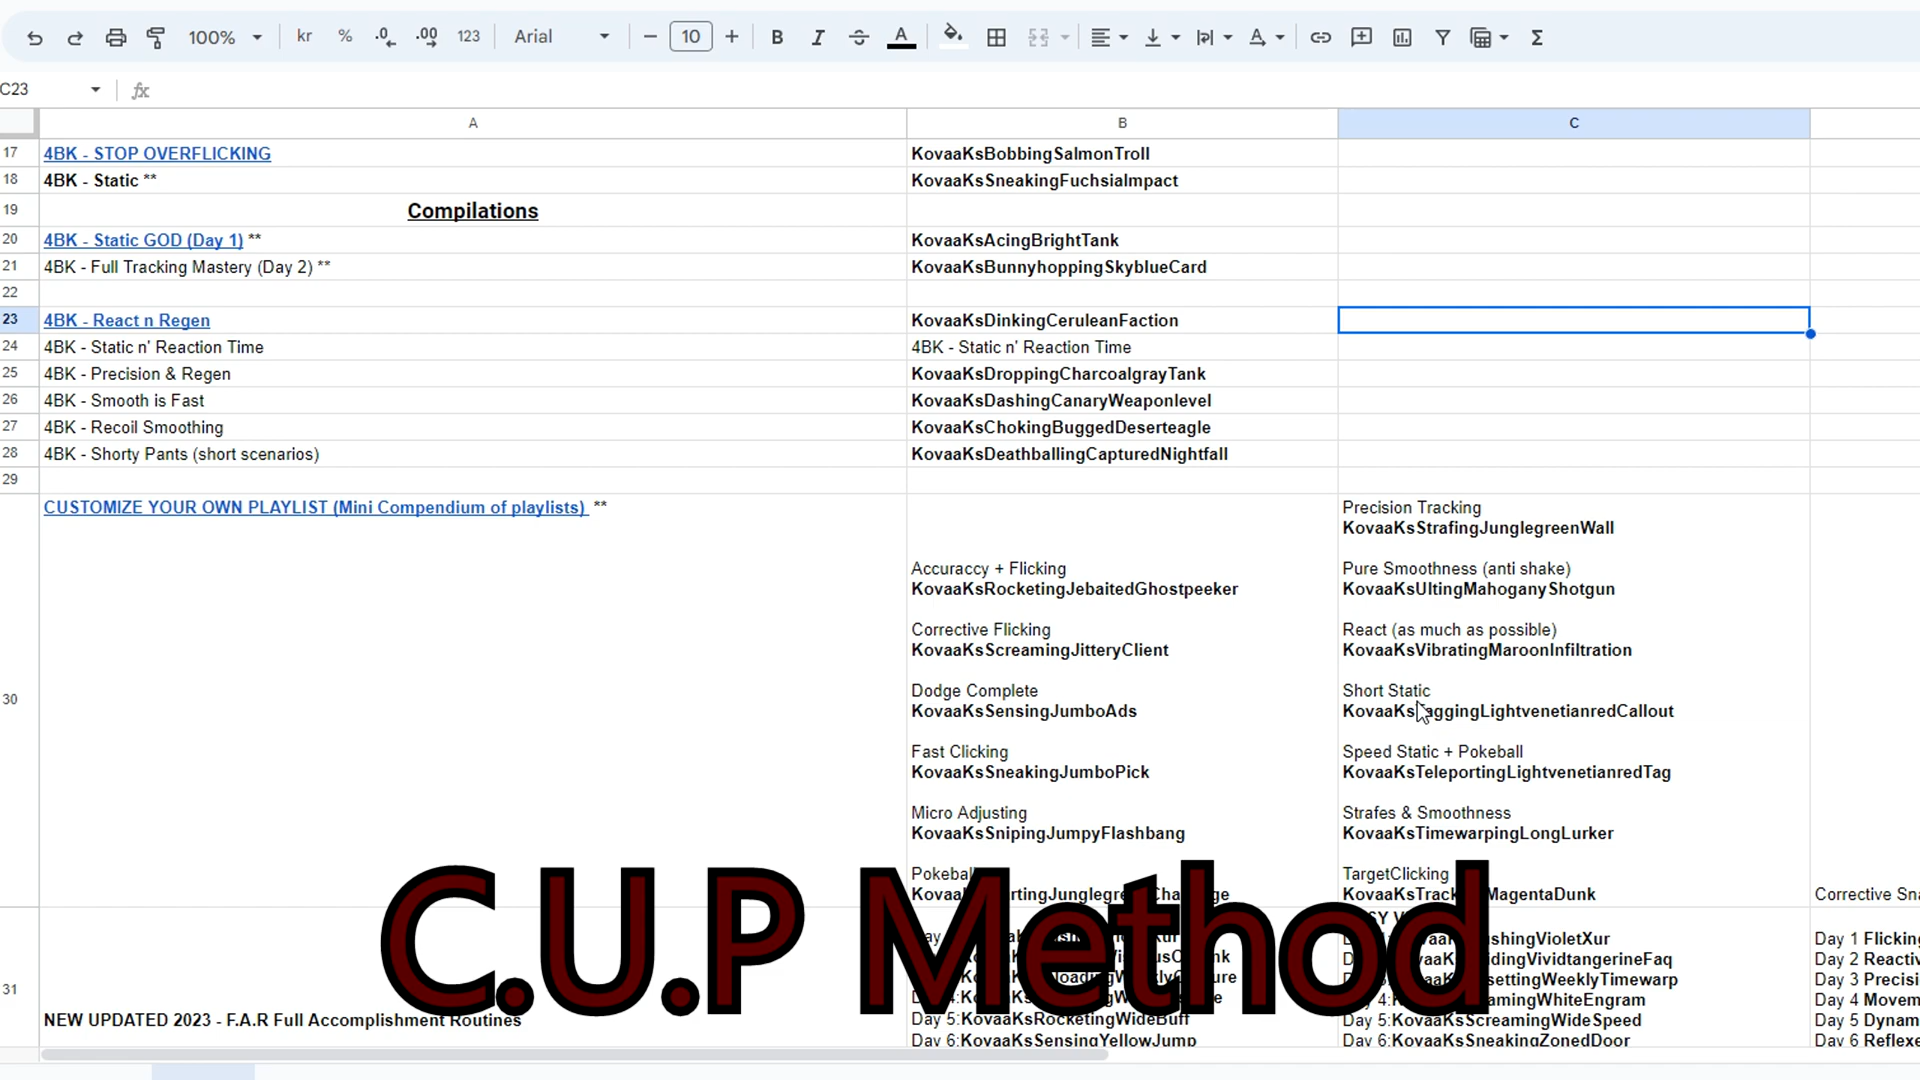 100%
kr % .0 .00 123
Arial
10
B I A
C23
fx
A B C
17 4BK - STOP OVERFLICKING KovaaKsBobbingSalmonTroll
18 4BK - Static ** KovaaKsSneakingFuchsiaImpact
19 Compilations
20 4BK - Static GOD (Day 1) ** KovaaKsAcingBrightTank
21 4BK - Full Tracking Mastery (Day 2) ** KovaaKsBunnyhoppingSkyblueCard
22
23 4BK - React n Regen KovaaKsDinkingCeruleanFaction
24 4BK - Static n' Reaction Time 4BK - Static n' Reaction Time
25 4BK - Precision & Regen KovaaKsDroppingCharcoalgrayTank
26 4BK - Smooth is Fast KovaaKsDashingCanaryWeaponlevel
27 4BK - Recoil Smoothing KovaaKsChokingBuggedDeserteagle
28 4BK - Shorty Pants (short scenarios) KovaaKsDeathballingCapturedNightfall
29
30
CUSTOMIZE YOUR OWN PLAYLIST (Mini Compendium of playlists) **
Accuraccy + Flicking
KovaaKsRocketingJebaitedGhostpeeker
Corrective Flicking
KovaaKsScreamingJitteryClient
Dodge Complete
KovaaKsSensingJumboAds
Fast Clicking
KovaaKsSneakingJumboPick
Micro Adjusting
KovaaKsSnipingJumpyFlashbang
Precision Tracking
KovaaKsStrafingJunglegreenWall
Pure Smoothness (anti shake)
KovaaKsUltingMahoganyShotgun
React (as much as possible)
KovaaKsVibratingMaroonInfiltration
Short Static
Speed Static + Pokeball
KovaaKsTeleportingLightvenetianredTag
Strafes & Smoothness
KovaaKsTimewarpingLongLurker
TargetClicking
Corrective
C.U.P Method
31
NEW UPDATED 2023 - F.A.R Full Accomplishment Routines
Day 5:KovaaKsRocketingWideBuff
Day 6:KovaaKsSensingYellowJump
Day 5:KovaaKsScreamingWideSpeed
Day 6:KovaaKsSneakingZonedDoor
Day 1
Day 2
Day 3
Day 4
Day 5
Day 6